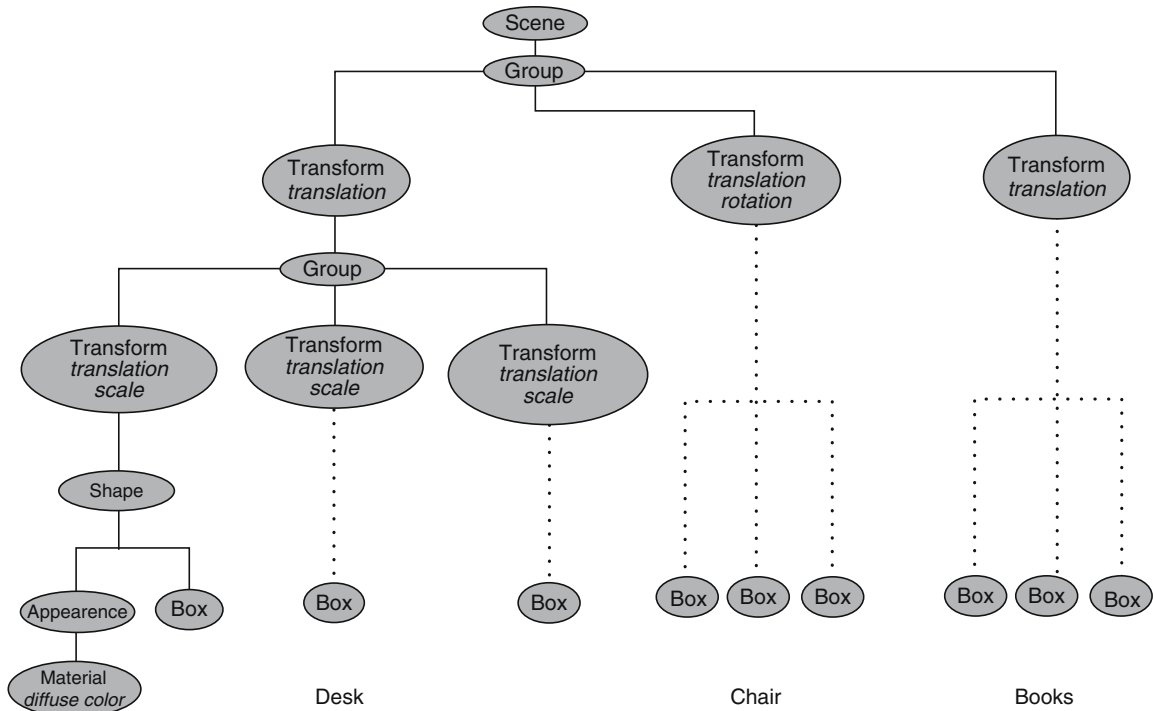 Scene
Group
Transform
translation
Transform
translation
rotation
Transform
translation
Group
Transform
translation
scale
Transform
translation
scale
Transform
translation
scale
Shape
Appearence
Box
Box
Box
Box
Box
Box
Box
Box
Box
Material
diffuse color
Desk
Chair
Books